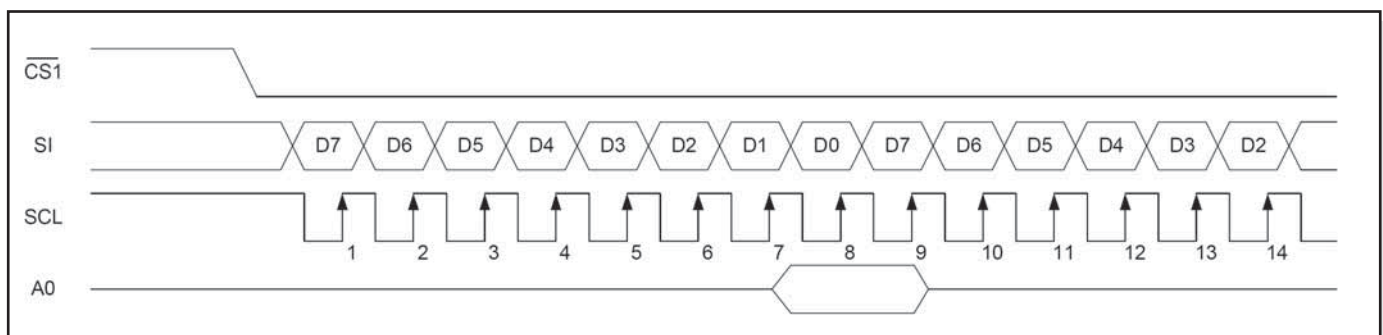 CS1
SI D7 D6 D5 D4 D3 D2 D1 D0 D7 D6 D5 D4 D3 D2
SCL
1 2 3 4 5 6 7 8 9 10 11 12 13 14
A0